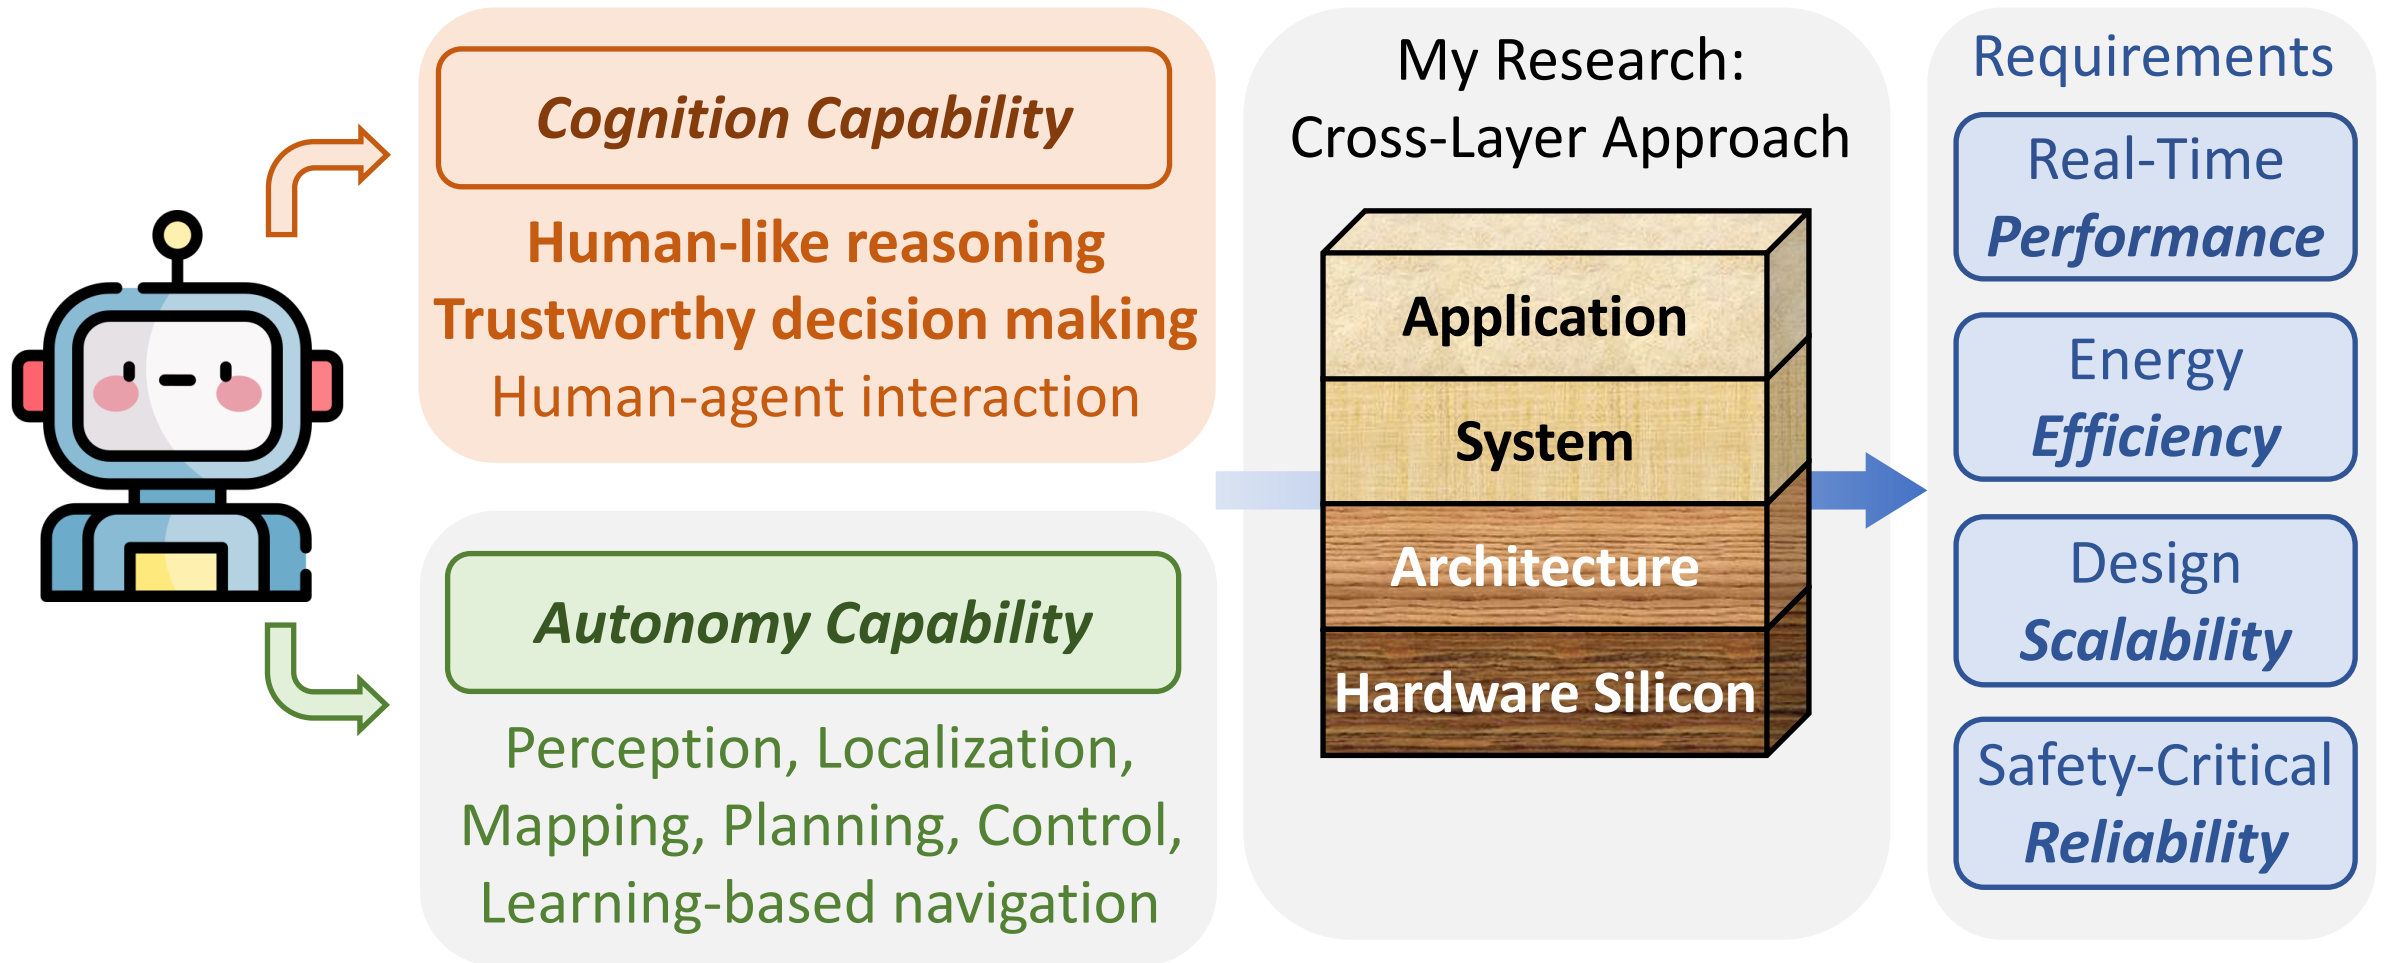 Cognition Capability
Human-like reasoning
Trustworthy decision making
Human-agent interaction
Autonomy Capability
Perception, Localization,
Mapping, Planning, Control,
Learning-based navigation
My Research:
Cross-Layer Approach
Application
System
Architecture
Hardware Silicon
Requirements
Real-Time
Performance
Energy
Efficiency
Design
Scalability
Safety-Critical
Reliability